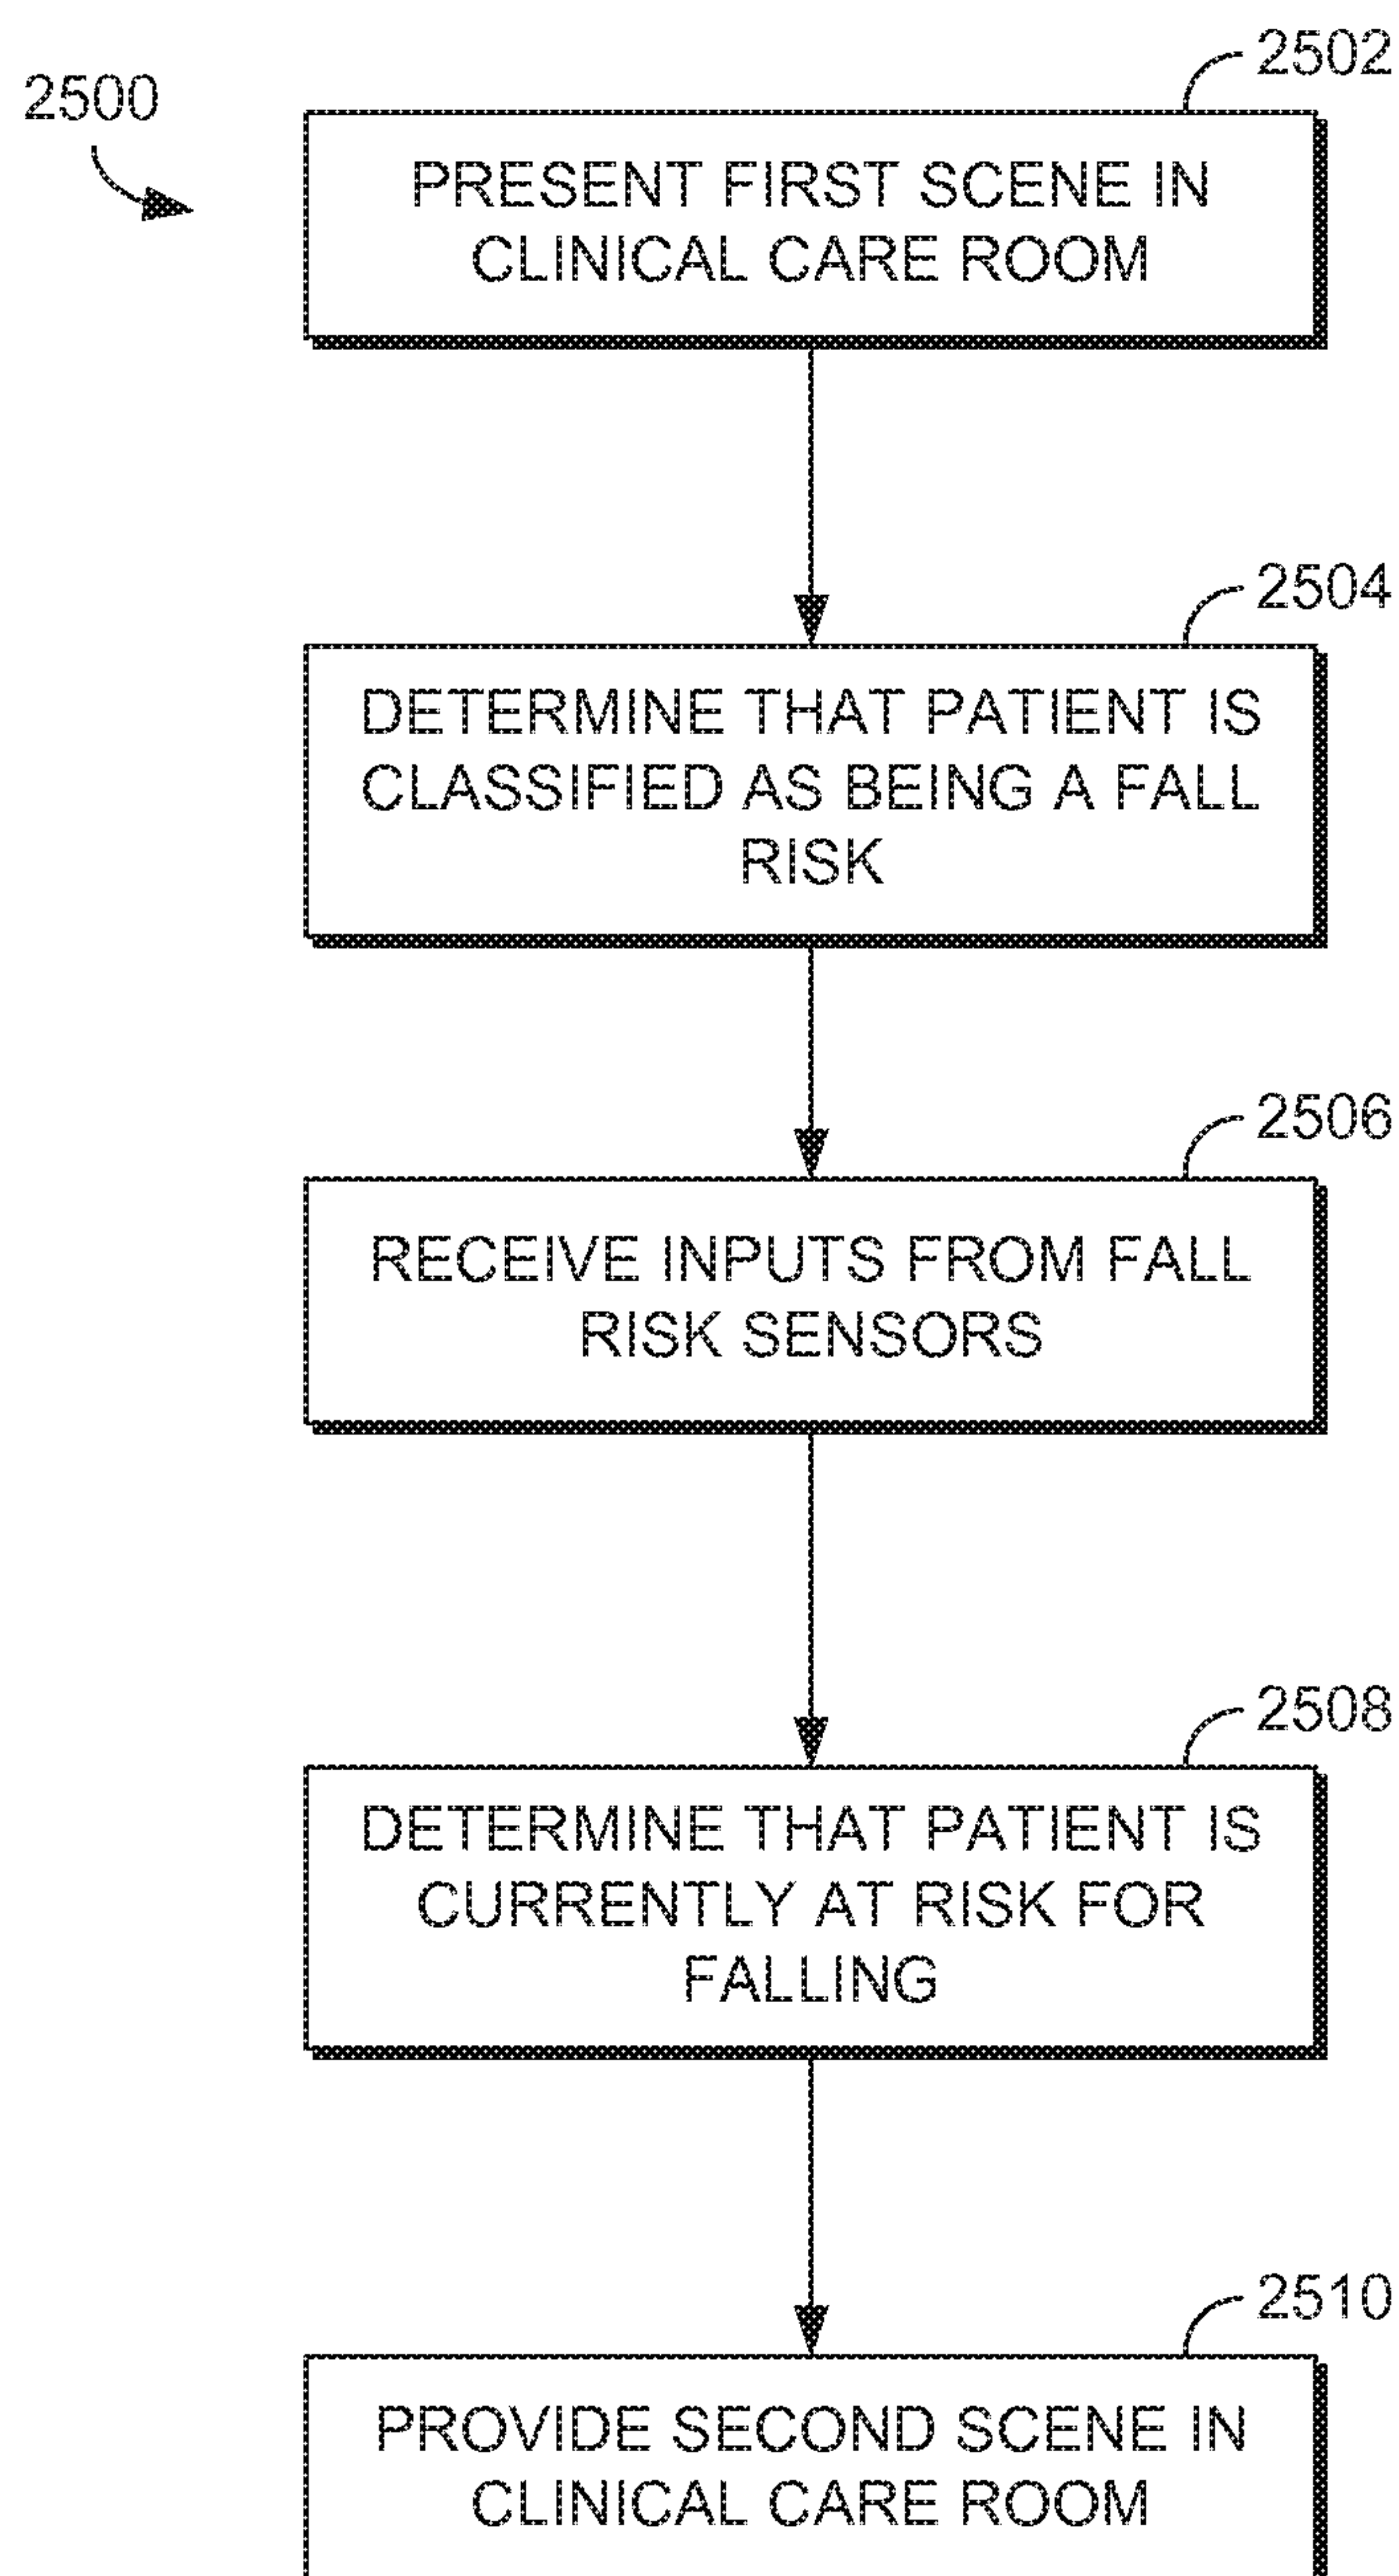 2500
2502
PRESENT FIRST SCENE IN
CLINICAL CARE ROOM
2504
DETERMINE THAT PATIENT IS
CLASSIFIED AS BEING A FALL
RISK
2506
RECEIVE INPUTS FROM FALL
RISK SENSORS
2508
DETERMINE THAT PATIENT IS
CURRENTLY AT RISK FOR
FALLING
2510
PROVIDE SECOND SCENE IN
CLINICAL CARE ROOM